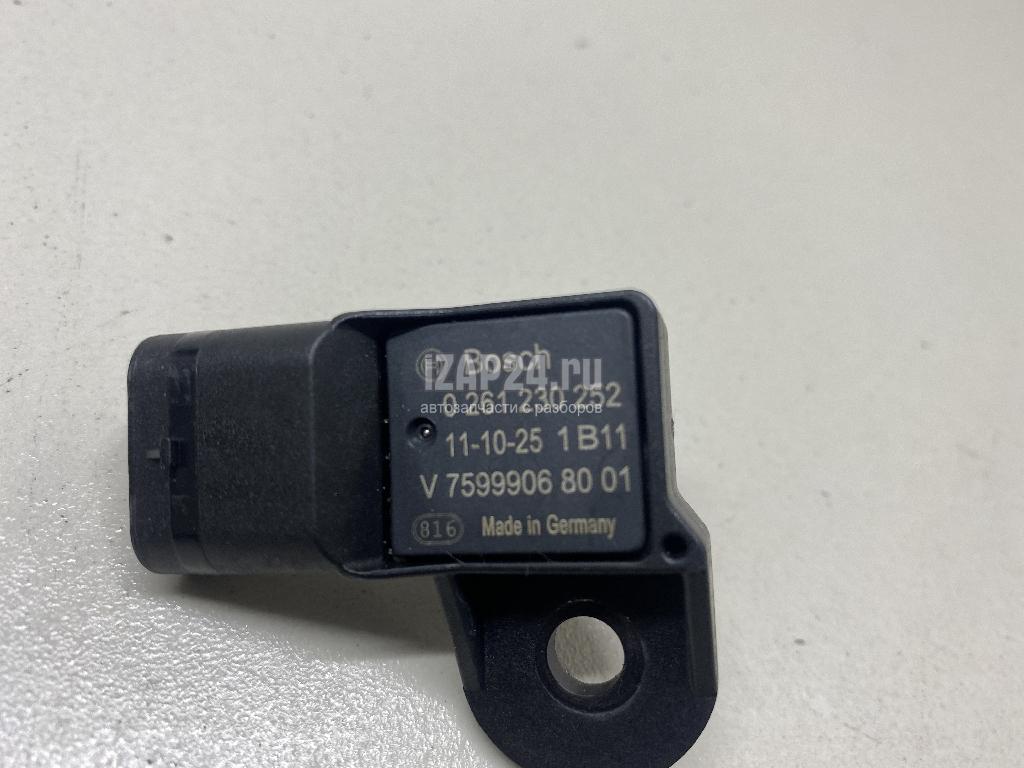 Bosch
IZAP24.ru
0 261 230 252
автозапчасти с разборов
11-10-25 1B11
V 7599906 80 01
816 Made in Germany